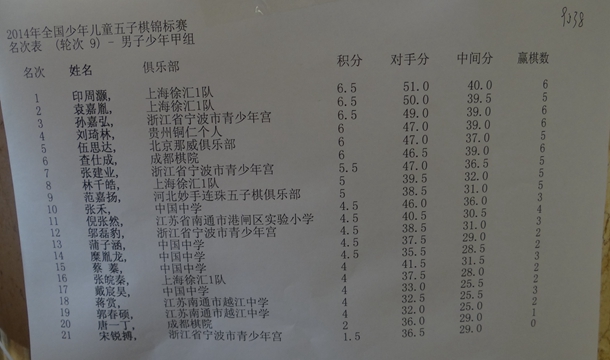 9238
2014年全国少年儿童五子棋锦标赛
名次表 (轮次 9) - 男子少年甲组
名次 姓名 俱乐部 积分 对手分 中间分 赢棋数
1 印周灏, 上海徐汇1队 6.5 51.0 40.0 6
2 袁嘉胤, 上海徐汇1队 6.5 50.0 39.5 5
3 孙嘉弘, 浙江省宁波市青少年宫 6 49.0 39.0 5
4 刘琦林, 贵州铜仁个人 6 49.0 39.0 6
5 伍思达, 北京那威俱乐部 6 47.0 37.0 5
6 查仕成, 成都棋院 6 46.5 39.0 6
7 张建业, 浙江省宁波市青少年宫 5.5 47.0 36.5 5
8 林千皓, 上海徐汇1队 5 39.5 32.0 5
9 范嘉扬, 河北妙手连珠五子棋俱乐部 5 38.5 31.0 5
10 张禾, 中国中学 4.5 46.0 36.0 3
11 倪张然, 江苏省南通市港闸区实验小学 4.5 40.5 30.5 4
12 邬磊豹, 浙江省宁波市青少年宫 4.5 38.5 31.0 3
13 蒲子涵, 中国中学 4.5 37.5 29.0 2
14 糜胤龙, 中国中学 4.5 35.5 28.5 2
15 蔡蓁, 中国中学 4 41.5 31.5 3
16 张皖秦, 上海徐汇1队 4 37.5 28.0 2
17 戴宸昊, 中国中学 4 33.0 25.5 2
18 蒋赏, 江苏南通市越江中学 4 32.5 25.5 3
19 郭春硕, 江苏南通市越江中学 4 32.5 25.0 2
20 唐一丁, 成都棋院 2 36.0 29.0 1
21 宋锐搏, 浙江省宁波市青少年宫 1.5 36.5 29.0 0